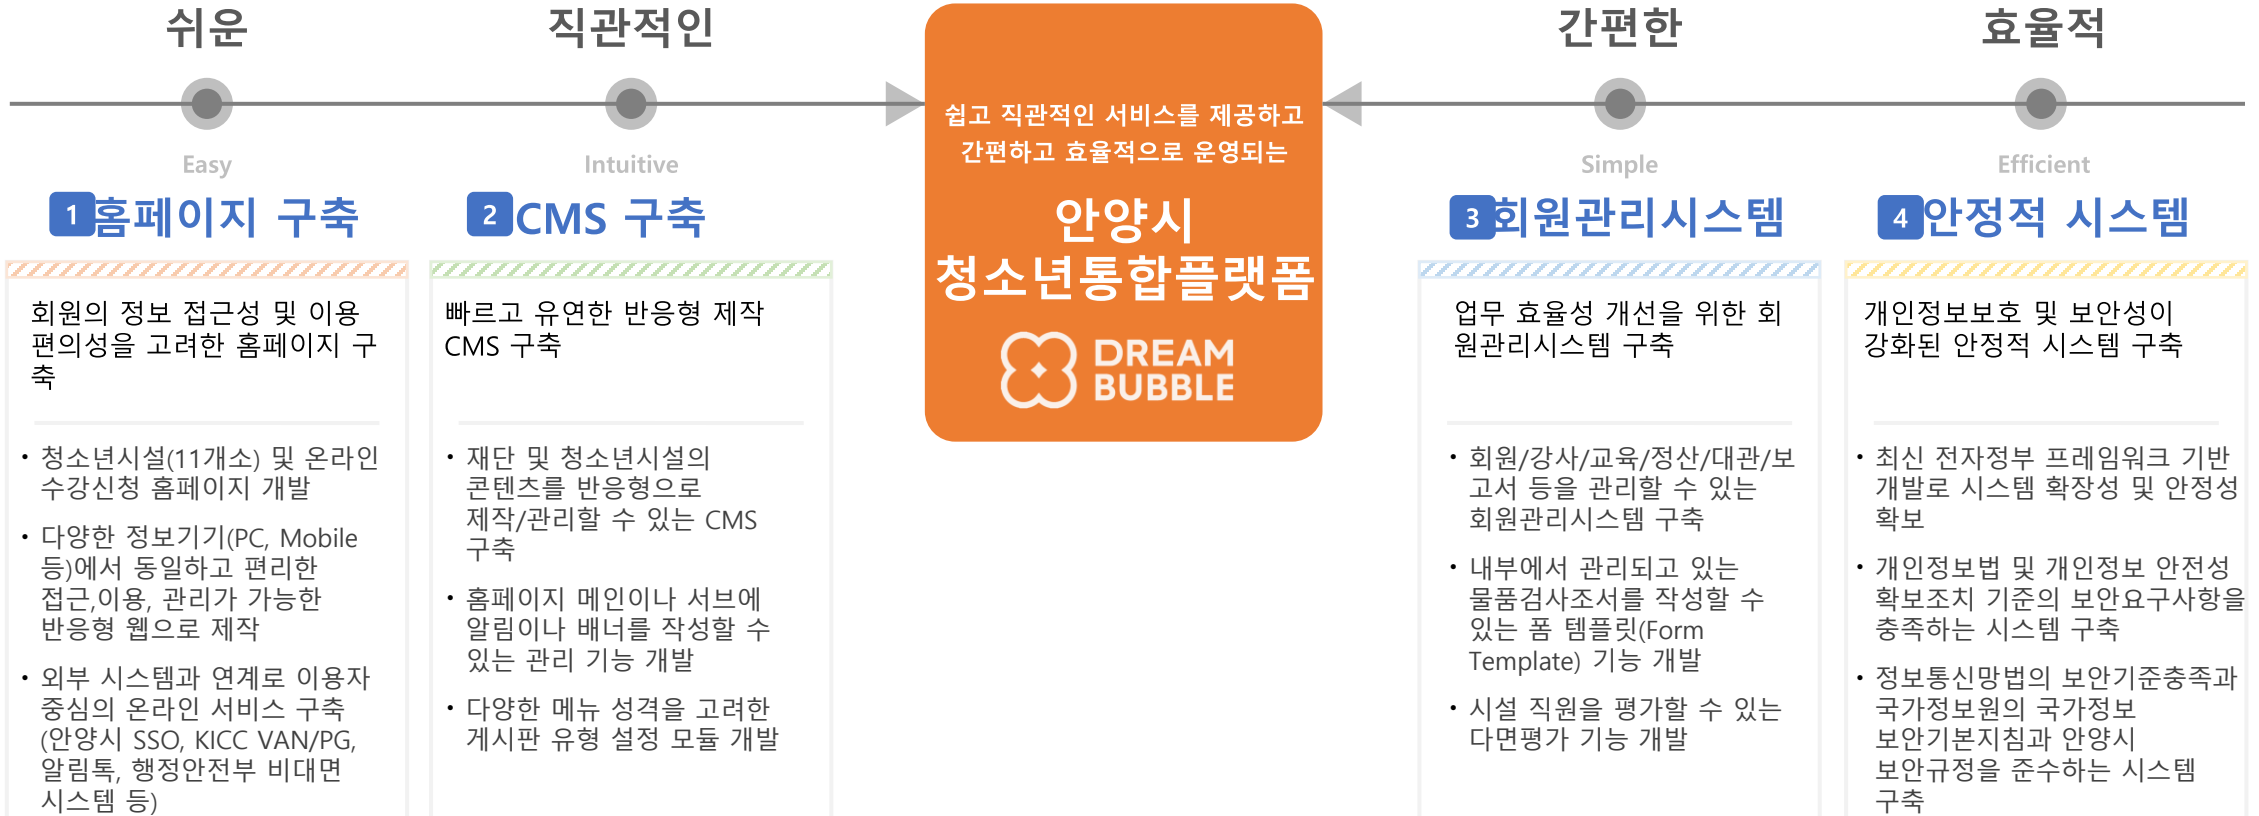 쉬운
직관적인
간편한
효율적
Easy
Intuitive
Simple
Efficient
쉽고 직관적인 서비스를 제공하고
간편하고 효율적으로 운영되는
안양시
청소년통합플랫폼
DREAM
BUBBLE
1 홈페이지 구축
회원의 정보 접근성 및 이용
편의성을 고려한 홈페이지 구
축
• 청소년시설(11개소) 및 온라인
수강신청 홈페이지 개발
• 다양한 정보기기(PC, Mobile
등)에서 동일하고 편리한
접근,이용, 관리가 가능한
반응형 웹으로 제작
• 외부 시스템과 연계로 이용자
중심의 온라인 서비스 구축
(안양시 SSO, KICC VAN/PG,
알림톡, 행정안전부 비대면
시스템 등)
2 CMS 구축
빠르고 유연한 반응형 제작
CMS 구축
• 재단 및 청소년시설의
콘텐츠를 반응형으로
제작/관리할 수 있는 CMS
구축
• 홈페이지 메인이나 서브에
알림이나 배너를 작성할 수
있는 관리 기능 개발
• 다양한 메뉴 성격을 고려한
게시판 유형 설정 모듈 개발
3 회원관리시스템
업무 효율성 개선을 위한 회
원관리시스템 구축
• 회원/강사/교육/정산/대관/보
고서 등을 관리할 수 있는
회원관리시스템 구축
• 내부에서 관리되고 있는
물품검사조서를 작성할 수
있는 폼 템플릿(Form
Template) 기능 개발
• 시설 직원을 평가할 수 있는
다면평가 기능 개발
4 안정적 시스템
개인정보보호 및 보안성이
강화된 안정적 시스템 구축
• 최신 전자정부 프레임워크 기반
개발로 시스템 확장성 및 안정성
확보
• 개인정보법 및 개인정보 안전성
확보조치 기준의 보안요구사항을
충족하는 시스템 구축
• 정보통신망법의 보안기준충족과
국가정보원의 국가정보
보안기본지침과 안양시
보안규정을 준수하는 시스템
구축